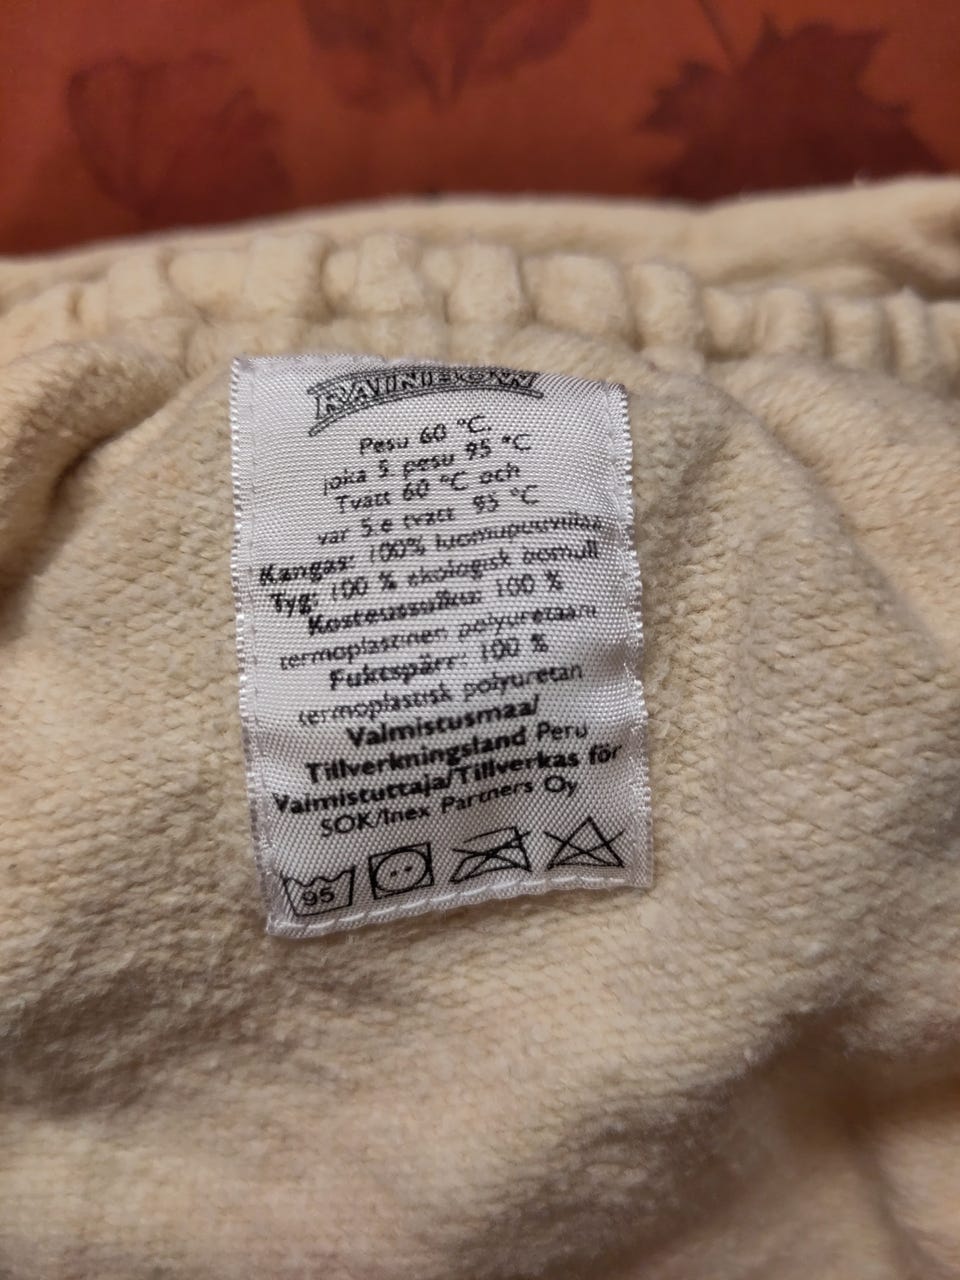 RAINBOW
Pesu 60 °C,
joka 5 pesu 95 °C
Tvätt 60 °C och
var 5 e tvätt 95 °C
Kangas: 100% luomupuuvillaa
Tyg: 100 % ekologisk bomull
Kosteussulku: 100 %
termoplastinen polyuretaani
Fuktspärr: 100 %
termoplastisk polyuretan
Valmistusmaa/
Tillverkningsland Peru
Valmistuttaja/Tillverkas för
SOK/Inex Partners Oy
95